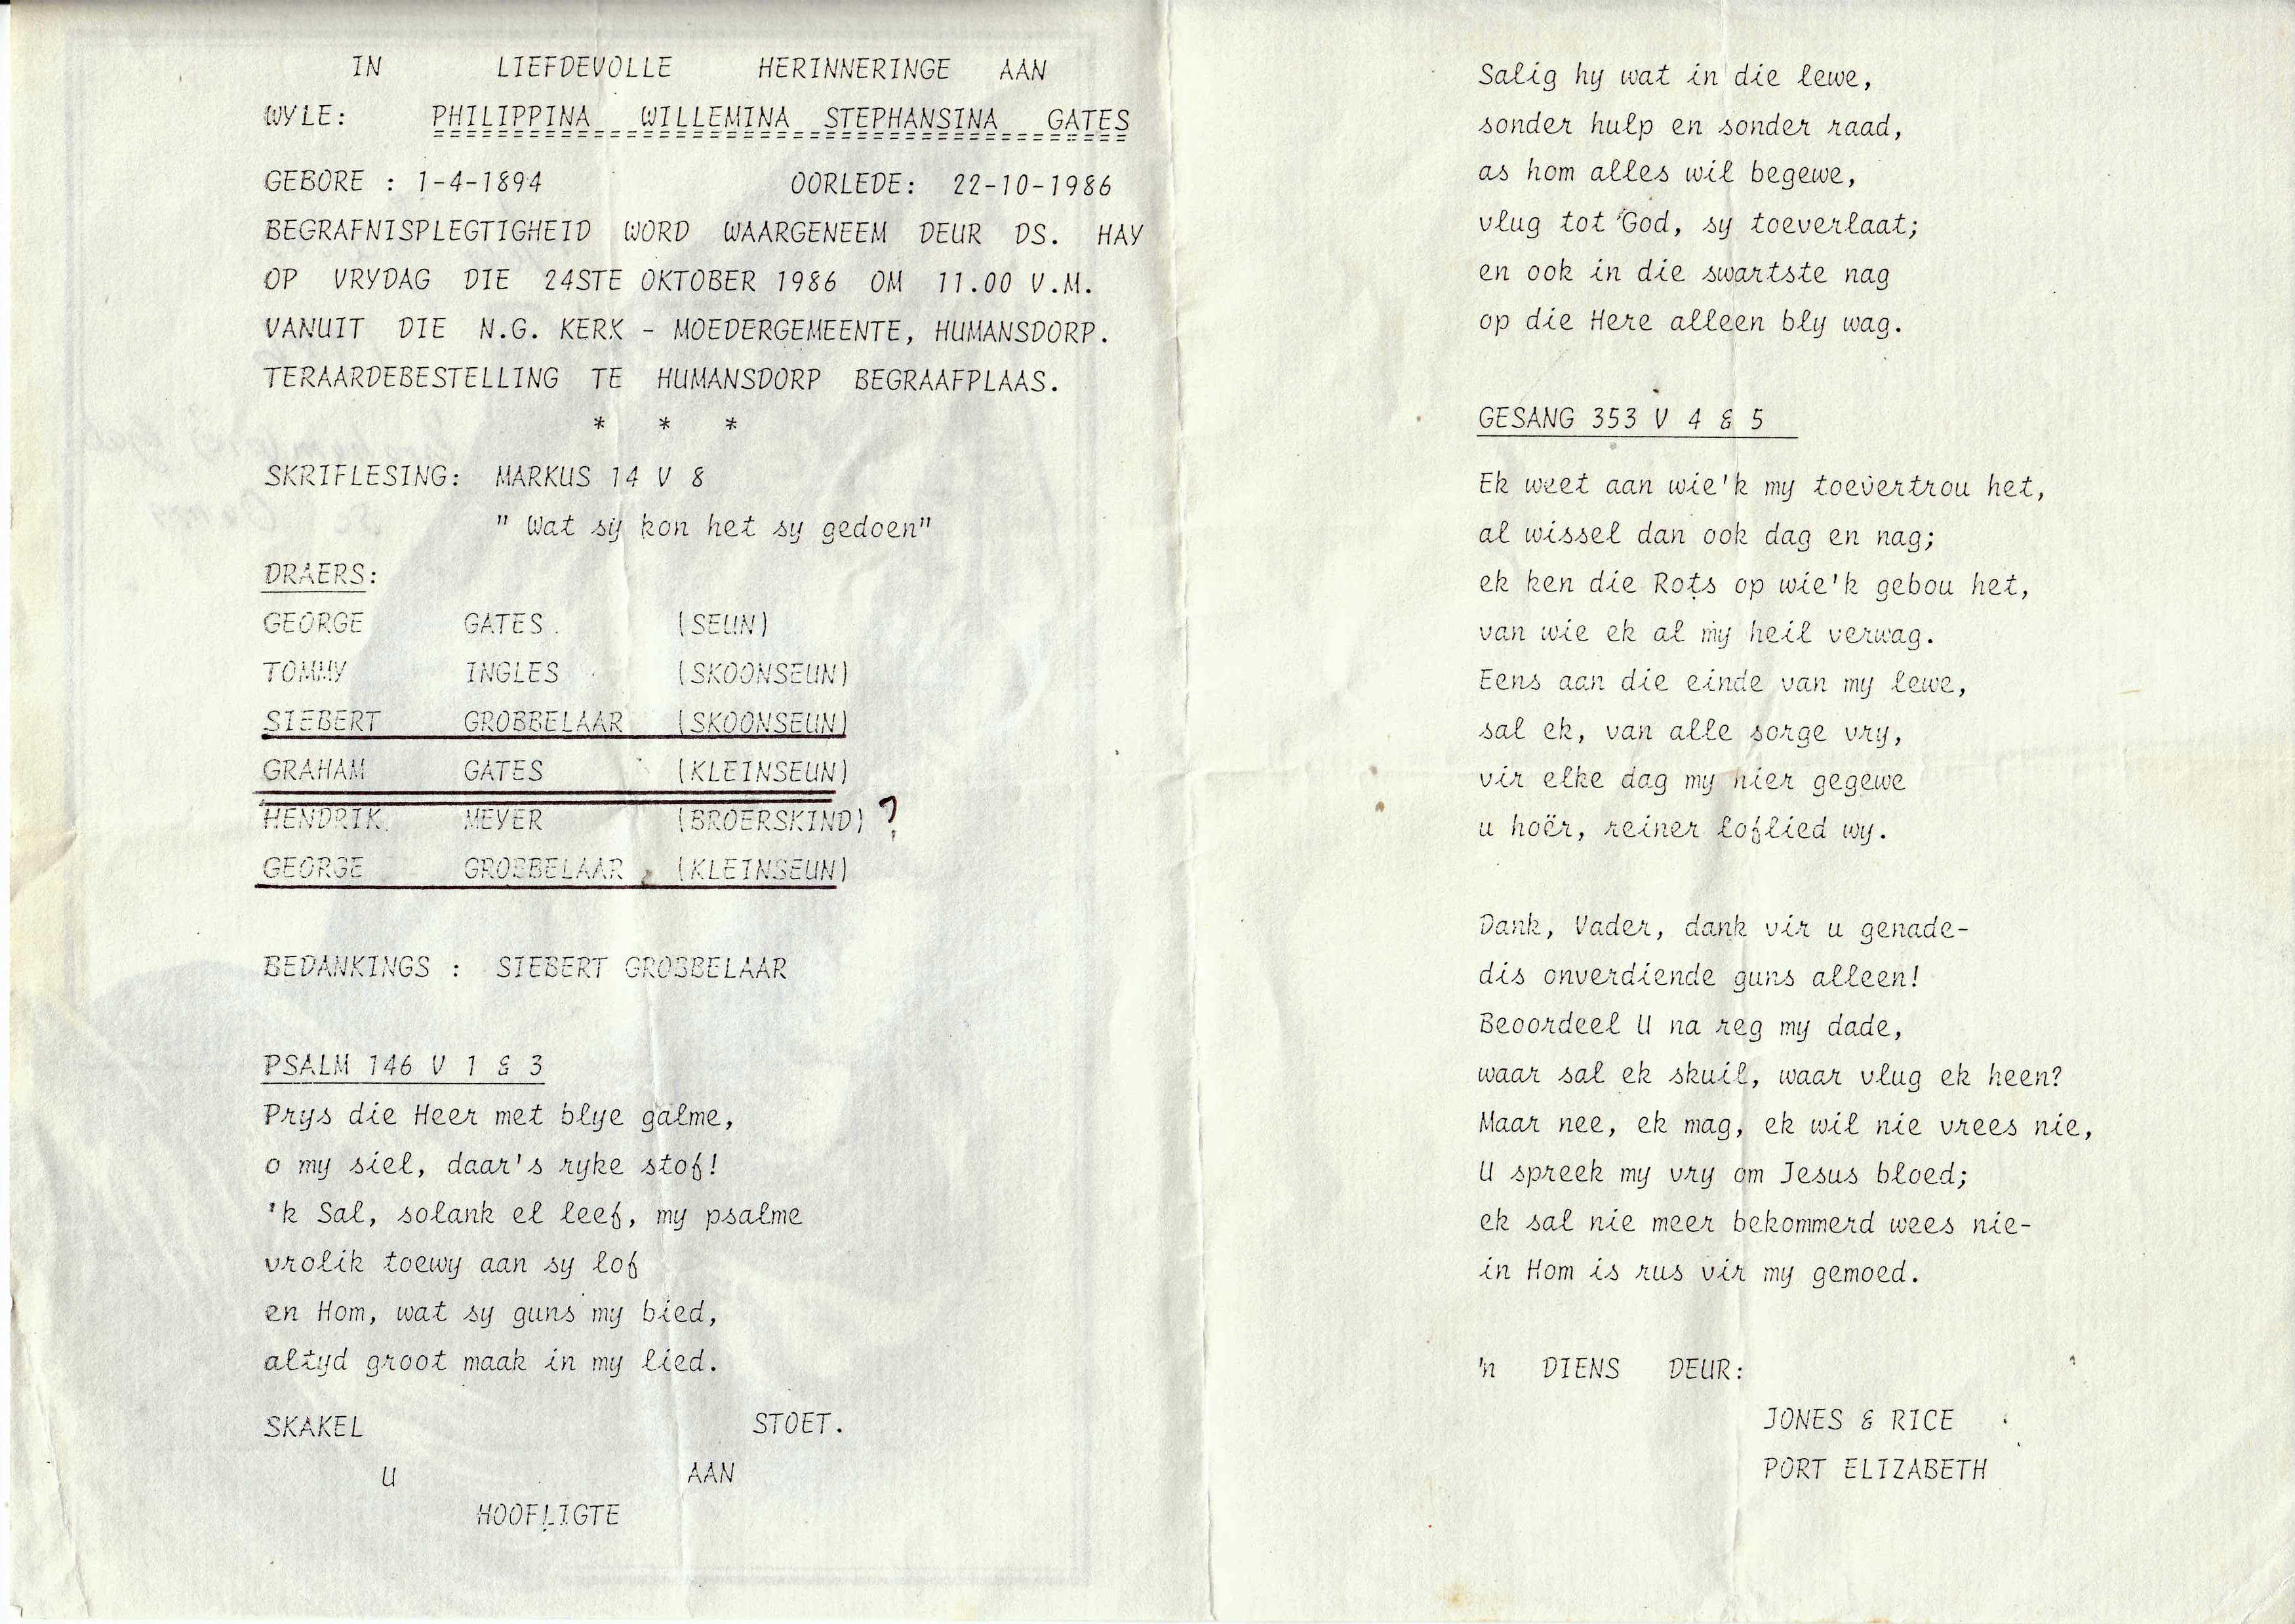 IN LIEFDEVOLLE HERINNERINGE AAN
WYLE: PHILIPPINA WILLEMINA STEPHANSINA GATES
GEBORE : 1-4-1894 OORLEDE: 22-10-1986
BEGRAFNISPLEGTIGHEID WORD WAARGENEEM DEUR DS. HAY
OP VRYDAG DIE 24STE OKTOBER 1986 OM 11.00 V.M.
VANUIT DIE N.G. KERK - MOEDERGEMEENTE, HUMANSDORP.
TERAARDEBESTELLING TE HUMANSDORP BEGRAAFPLAAS.
* * *
SKRIFLESING: MARKUS 14 V 8
" Wat sy kon het sy gedoen"
DRAERS:
GEORGE GATES. (SEUN)
TOMMY INGLES (SKOONSEUN)
SIEBERT GROBBELAAR (SKOONSEUN)
GRAHAM GATES (KLEINSEUN)
HENDRIK MEYER (BROERSKIND) ?
GEORGE GROBBELAAR (KLEINSEUN)
BEDANKINGS : SIEBERT GROBBELAAR
PSALM 146 V 1 & 3
Prys die Heer met blye galme,
o my siel, daar's ryke stof!
'k Sal, solank el leef, my psalme
vrolik toewy aan sy lof
en Hom, wat sy guns my bied,
altyd groot maak in my lied.
SKAKEL STOET.
U AAN
HOOFLIGTE
Salig hy wat in die lewe,
sonder hulp en sonder raad,
as hom alles wil begewe,
vlug tot God, sy toeverlaat;
en ook in die swartste nag
op die Here alleen bly wag.
GESANG 353 V 4 & 5
Ek weet aan wie'k my toevertrou het,
al wissel dan ook dag en nag;
ek ken die Rots op wie'k gebou het,
van wie ek al my heil verwag.
Eens aan die einde van my lewe,
sal ek, van alle sorge vry,
vir elke dag my hier gegewe
u hoër, reiner loflied wy.
Dank, Vader, dank vir u genade-
dis onverdiende guns alleen!
Beoordeel U na reg my dade,
waar sal ek skuil, waar vlug ek heen?
Maar nee, ek mag, ek wil nie vrees nie,
U spreek my vry om Jesus bloed;
ek sal nie meer bekommerd wees nie-
in Hom is rus vir my gemoed.
'n DIENS DEUR:
JONES & RICE
PORT ELIZABETH